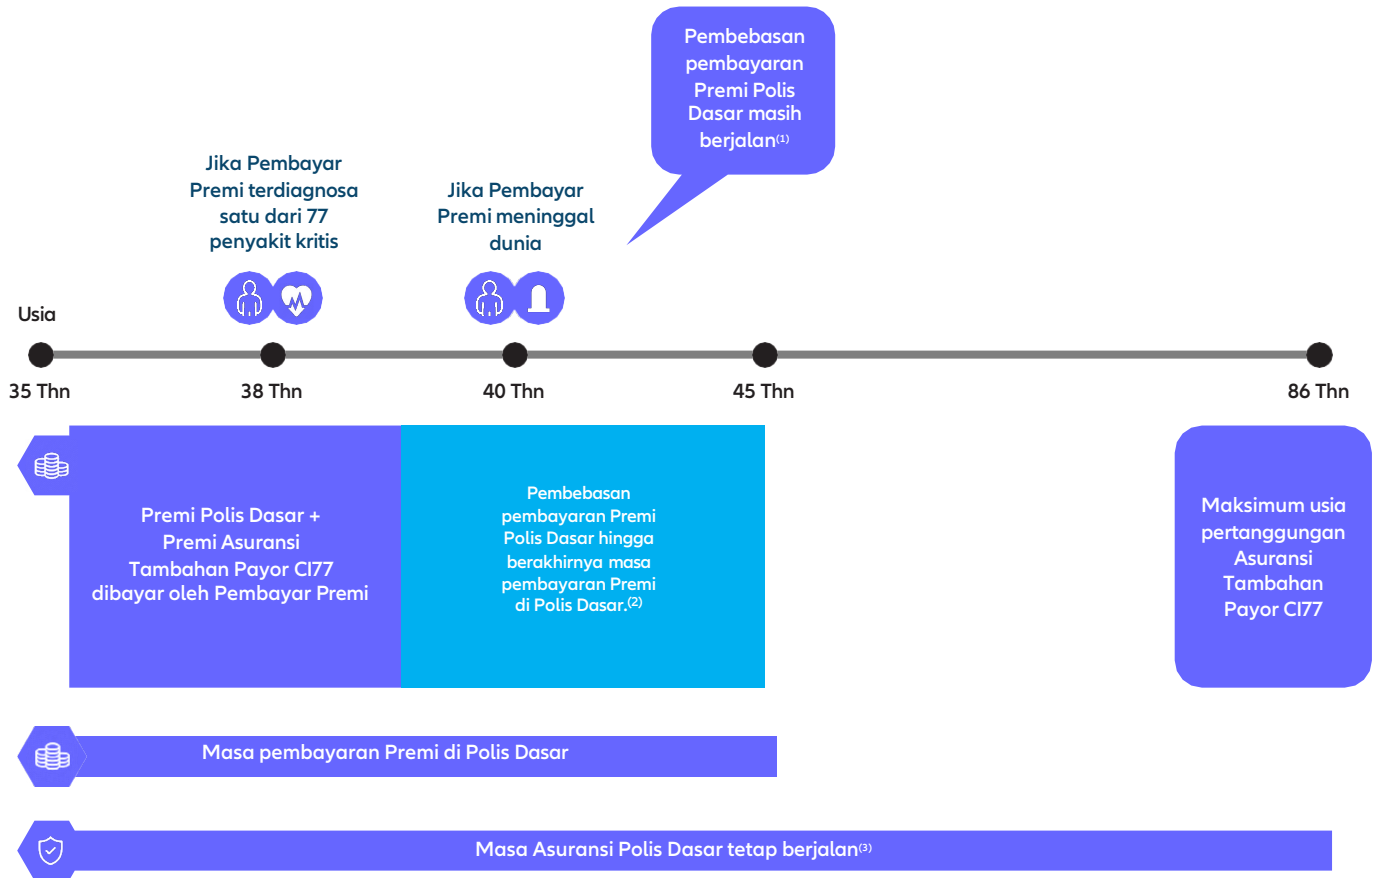 Pembebasan
pembayaran
Premi Polis
Dasar masih
berjalan(1)
Jika Pembayar
Premi terdiagnosa
satu dari 77
penyakit kritis
Jika Pembayar
Premi meninggal
dunia
Usia
35 Thn
38 Thn
40 Thn
45 Thn
86 Thn
Premi Polis Dasar +
Premi Asuransi
Tambahan Payor CI77
dibayar oleh Pembayar Premi
Pembebasan
pembayaran Premi
Polis Dasar hingga
berakhirnya masa
pembayaran Premi
di Polis Dasar.(2)
Maksimum usia
pertanggungan
Asuransi
Tambahan
Payor CI77
Masa pembayaran Premi di Polis Dasar
Masa Asuransi Polis Dasar tetap berjalan(3)